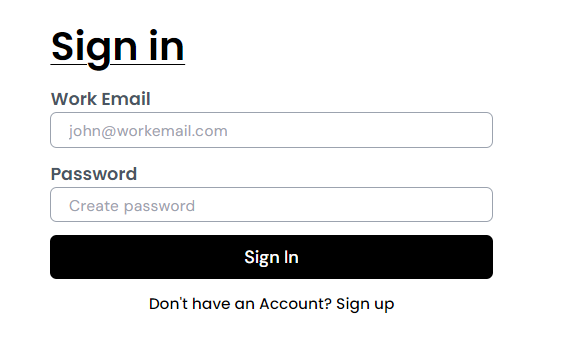 Sign in
Work Email
john@workemail.com
Password
Create password
Sign In
Don't have an Account? Sign up